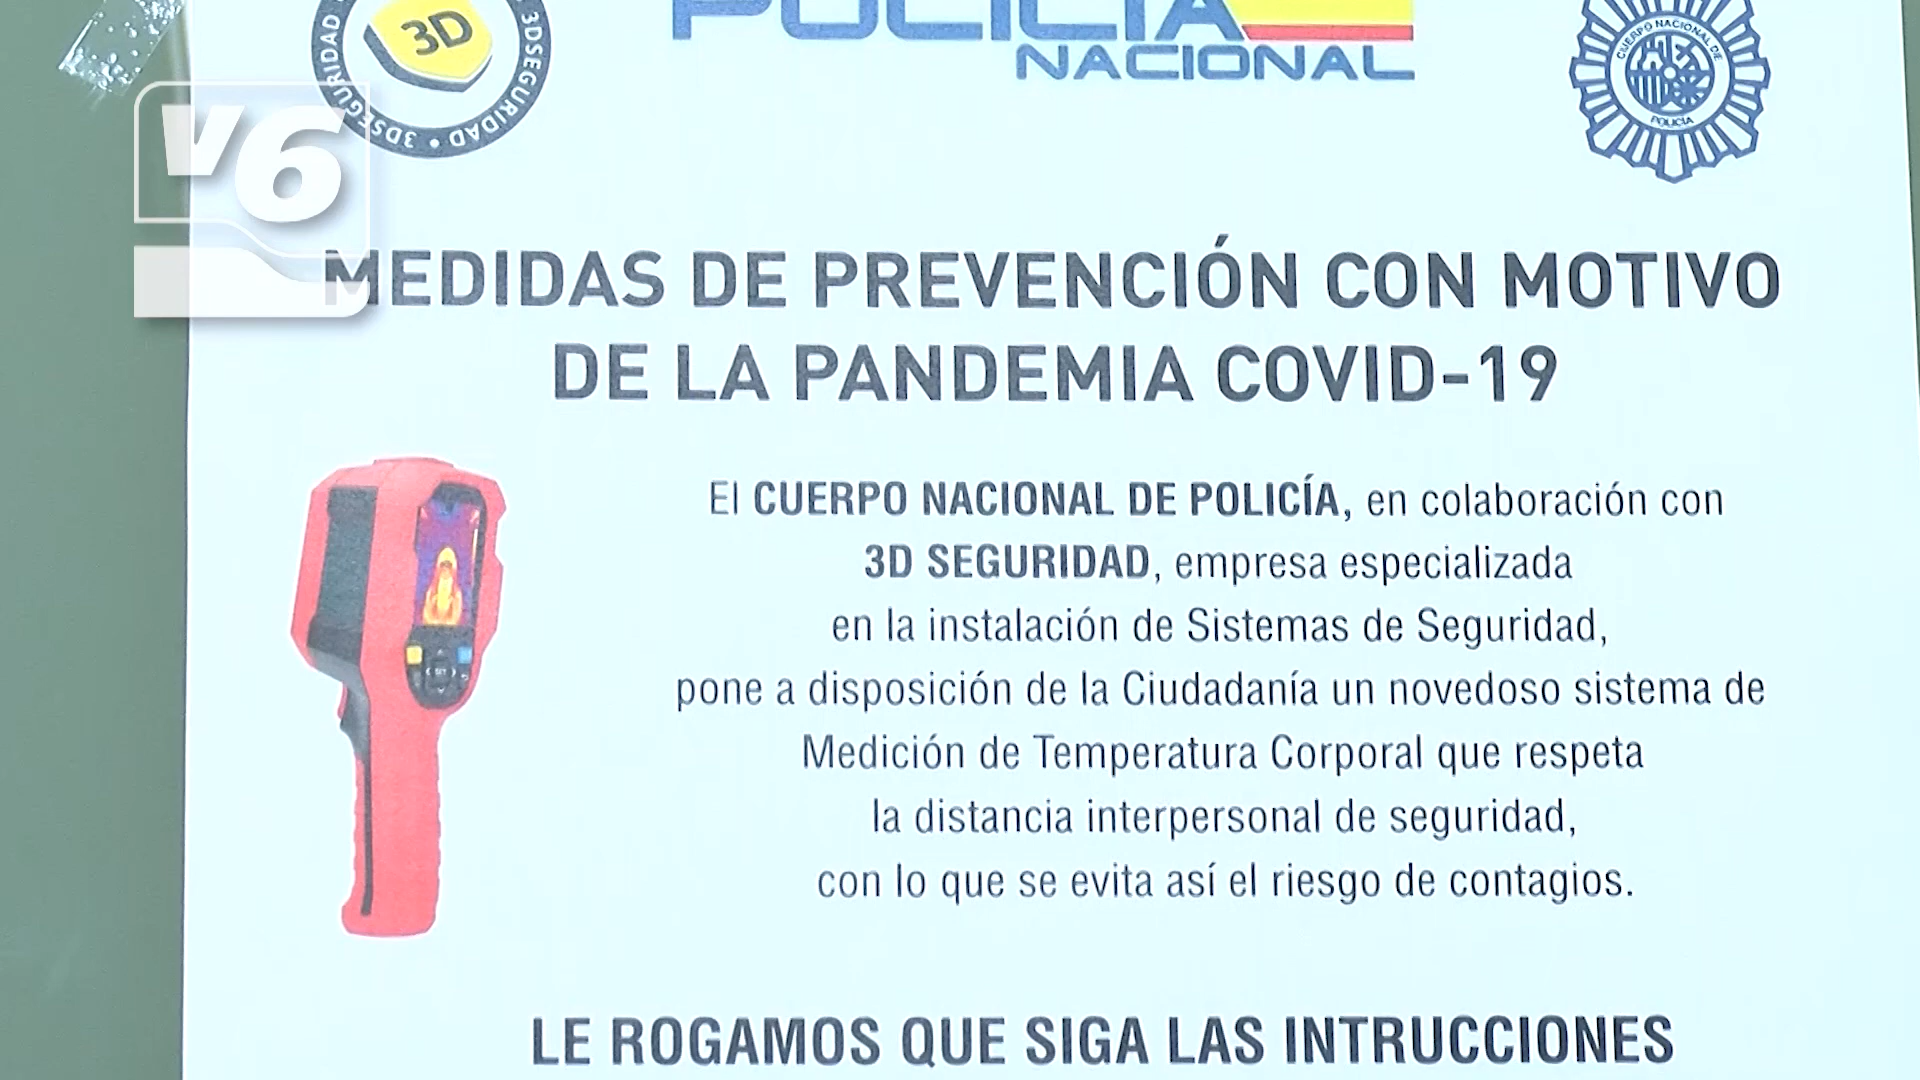 3D
3DSEGURIDAD • 3DSEGURIDAD
POLICÍA
NACIONAL
CUERPO NACIONAL DE
POLICÍA
V6
MEDIDAS DE PREVENCIÓN CON MOTIVO
DE LA PANDEMIA COVID-19
El CUERPO NACIONAL DE POLICÍA, en colaboración con
3D SEGURIDAD, empresa especializada
en la instalación de Sistemas de Seguridad,
pone a disposición de la Ciudadanía un novedoso sistema de
Medición de Temperatura Corporal que respeta
la distancia interpersonal de seguridad,
con lo que se evita así el riesgo de contagios.
LE ROGAMOS QUE SIGA LAS INTRUCCIONES